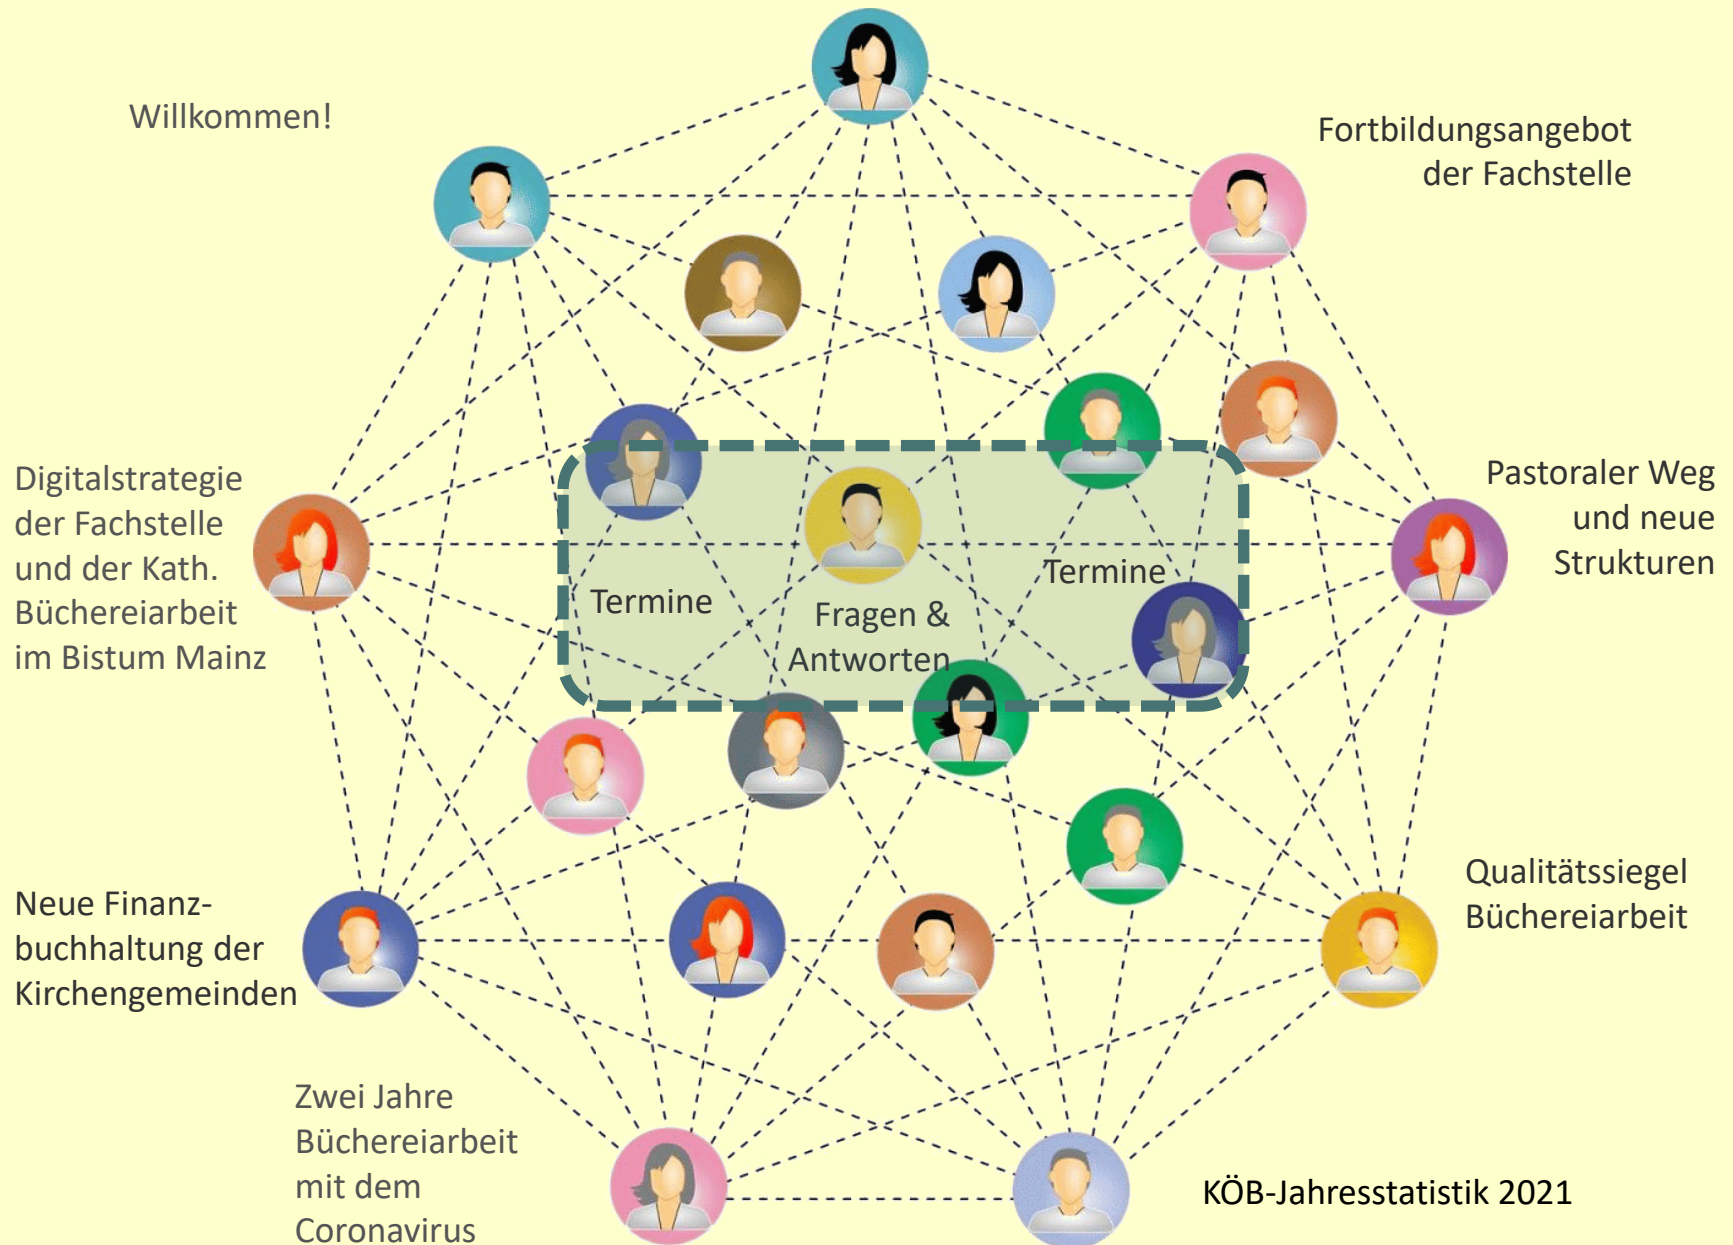 Willkommen!
Fortbildungsangebot
der Fachstelle
Digitalstrategie
der Fachstelle
und der Kath.
Büchereiarbeit
im Bistum Mainz
Pastoraler Weg
und neue
Strukturen
Termine
Fragen &
Antworten
Termine
Neue Finanz-
buchhaltung der
Kirchengemeinden
Qualitätssiegel
Büchereiarbeit
Zwei Jahre
Büchereiarbeit
mit dem
Coronavirus
KÖB-Jahresstatistik 2021